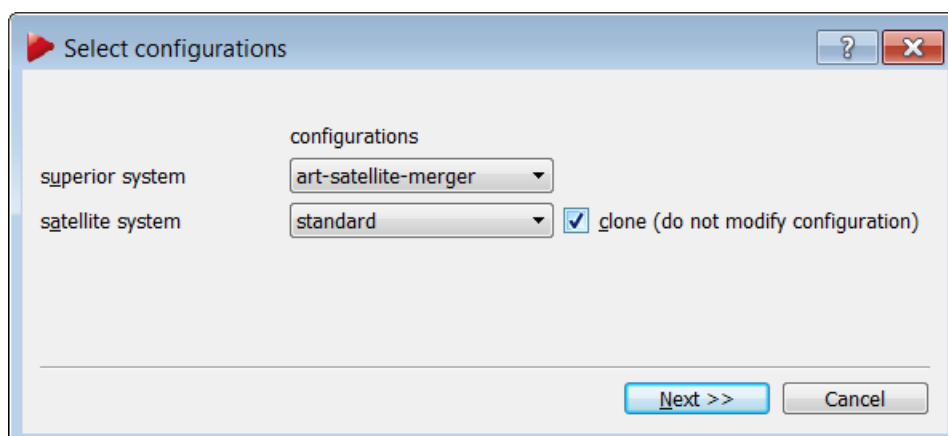 Select configurations
configurations
superior system art-satellite-merger
satellite system standard clone (do not modify configuration)
Next >> Cancel